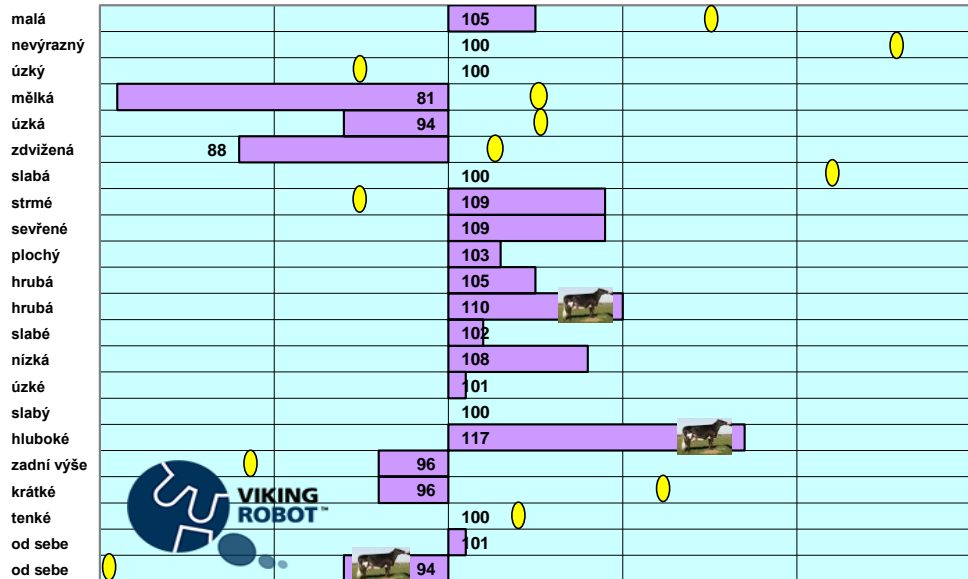 malá 105
nevýrazný 100
úzký 100
mělká 81
úzká 94
zdvižená 88
slabá 100
strmé 109
sevřené 109
plochý 103
hrubá 105
hrubá 110
slabé 102
nízká 108
úzké 101
slabý 100
hluboké 117
zadní výše 96
krátké 96
VIKING
ROBOT™
tenké 100
od sebe 101
od sebe 94